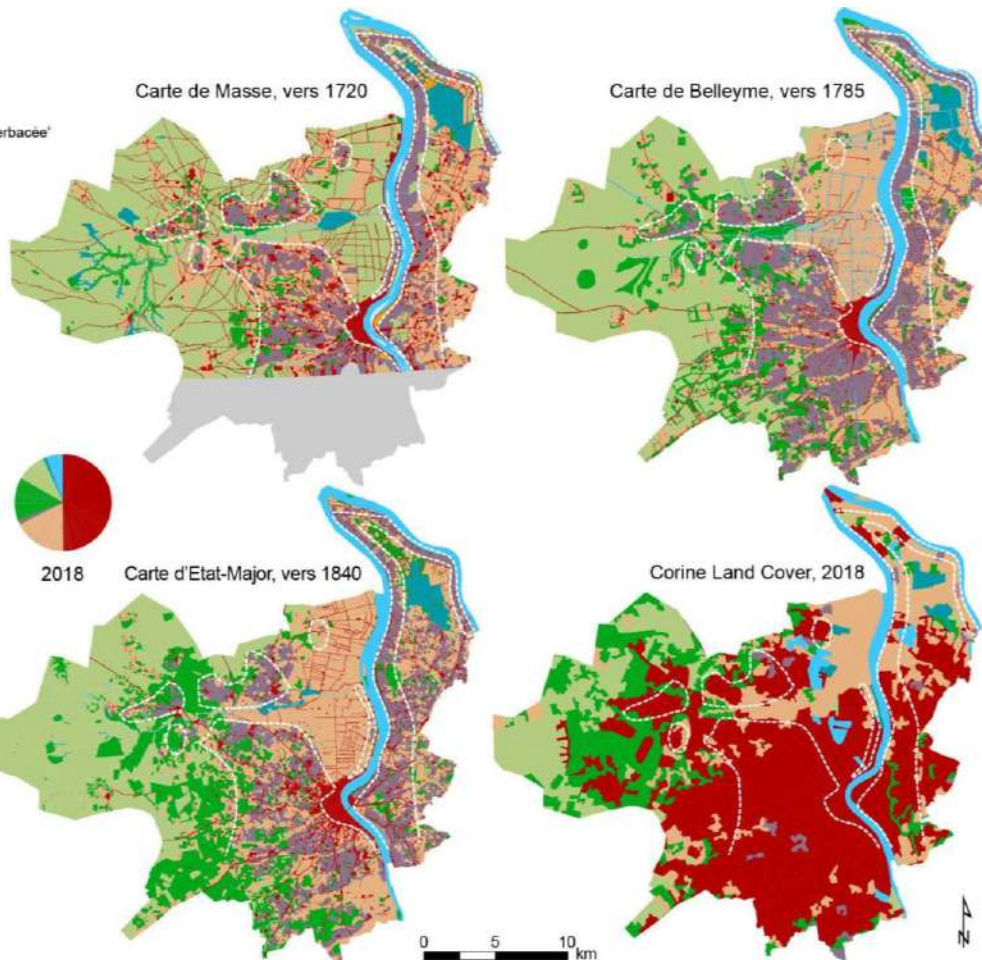 Carte de Masse, vers 1720
Carte de Belleyme, vers 1785
erbacée'
2018
Carte d'Etat-Major, vers 1840
Corine Land Cover, 2018
0 5 10
km
N